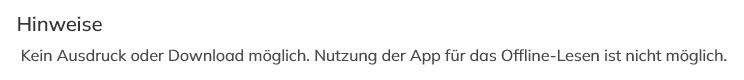 Hinweise
Kein Ausdruck oder Download möglich. Nutzung der App für das Offline-Lesen ist nicht möglich.